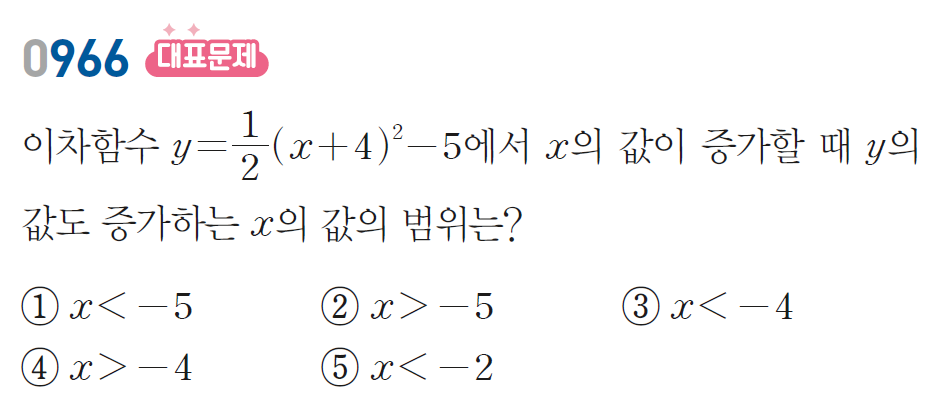 0966 대표문제
이차함수 y=\frac{1}{2}(x+4)²-5에서 x의 값이 증가할 때 y의
값도 증가하는 x의 값의 범위는?
① x<-5 ② x>-5 ③ x<-4
④ x>-4 ⑤ x<-2